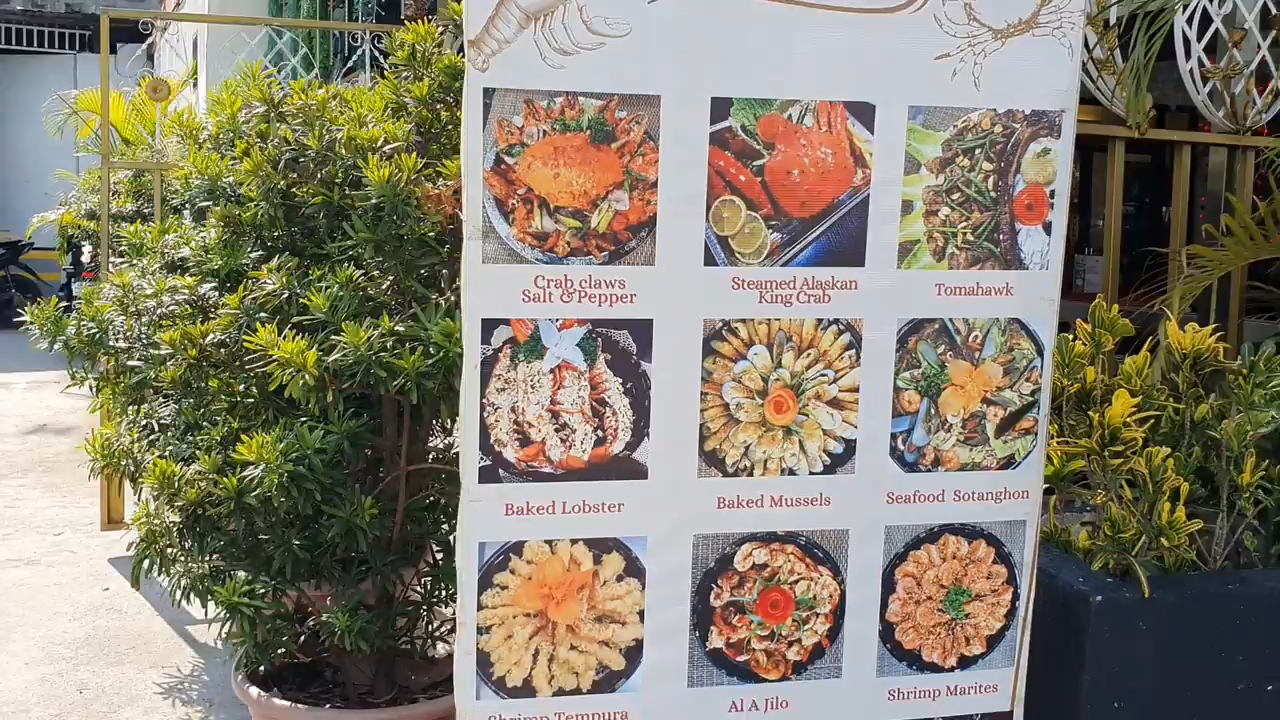 Crab claws
Salt & Pepper
Steamed Alaskan
King Crab
Tomahawk
Baked Lobster
Baked Mussels
Seafood Sotanghon
Shrimp Tempura
Al A Jilo
Shrimp Marites